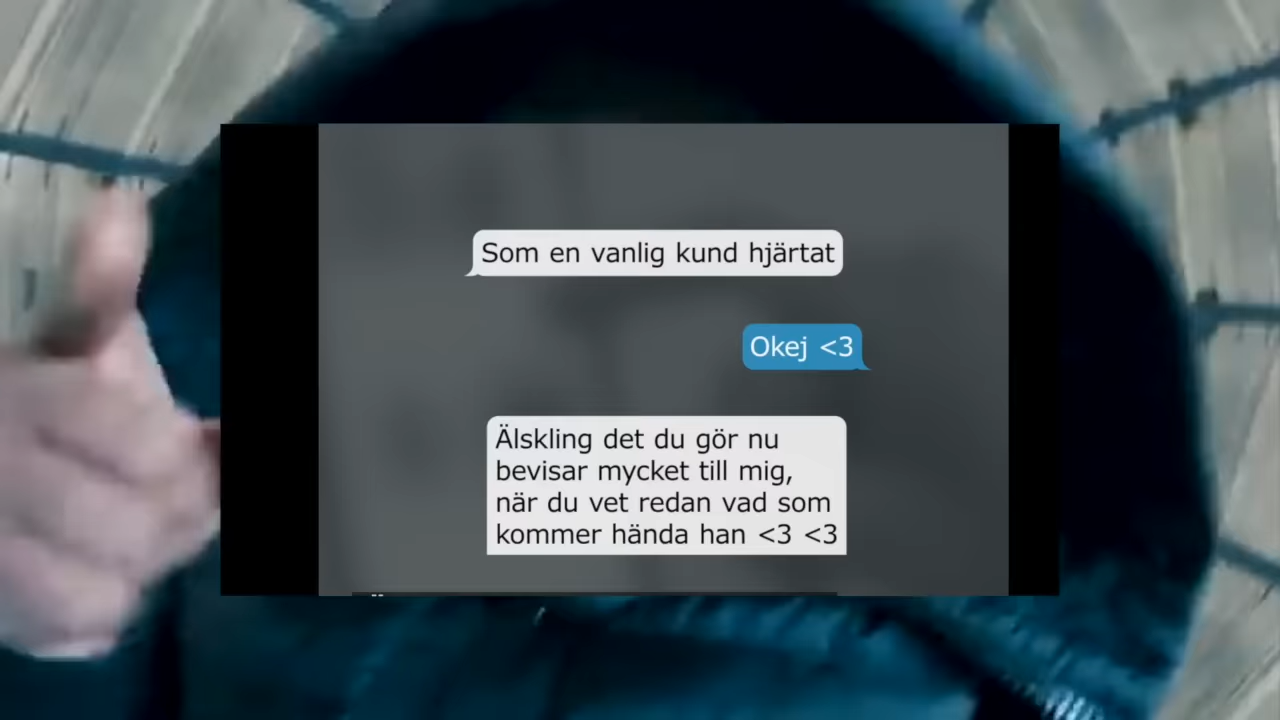 Som en vanlig kund hjärtat
Okej <3
Älskling det du gör nu
bevisar mycket till mig,
när du vet redan vad som
kommer hända han <3 <3